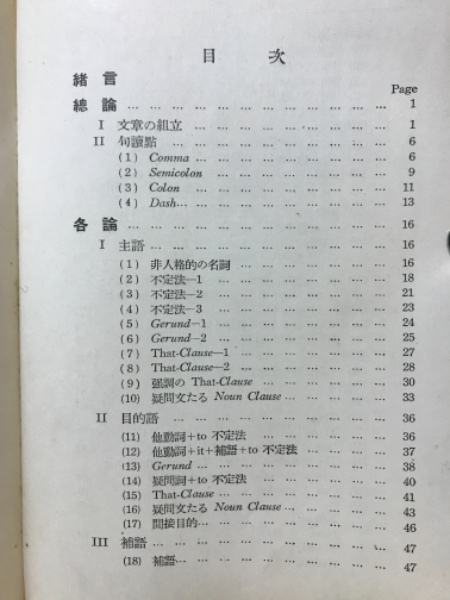 目次
緒言
Page
總論 … … … … … … … … … … … … 1
I 文章の組立 … … … … … … … … … 1
II 句讀點 … … … … … … … … … … 6
(1) Comma … … … … … … … … … 6
(2) Semicolon … … … … … … … … 9
(3) Colon … … … … … … … … … 11
(4) Dash… … … … … … … … … … 13
各論 … … … … … … … … … … … … 16
I 主語 … … … … … … … … … … … 16
(1) 非人格的の名詞 … … … … … … … 16
(2) 不定法—1 … … … … … … … … 18
(3) 不定法—2 … … … … … … … … 21
(4) 不定法—3 … … … … … … … … 23
(5) Gerund—1 … … … … … … … … 24
(6) Gerund—2 … … … … … … … … 25
(7) That-Clause—1 … … … … … … … 27
(8) That-Clause—2 … … … … … … … 28
(9) 强調の That-Clause … … … … … … 30
(10) 疑問文たる Noun Clause … … … … … 33
II 目的語 … … … … … … … … … … 36
(11) 他動詞+to 不定法 … … … … … … 36
(12) 他動詞+it+補語+to 不定法 … … … … 37
(13) Gerund … … … … … … … … … 38
(14) 疑問詞+to 不定法 … … … … … … 40
(15) That-Clause … … … … … … … … 41
(16) 疑問文たる Noun Clause … … … … … 43
(17) 間接目的… … … … … … … … … 46
III 補語 … … … … … … … … … … … 47
(18) 補語… … … … … … … … … … 47